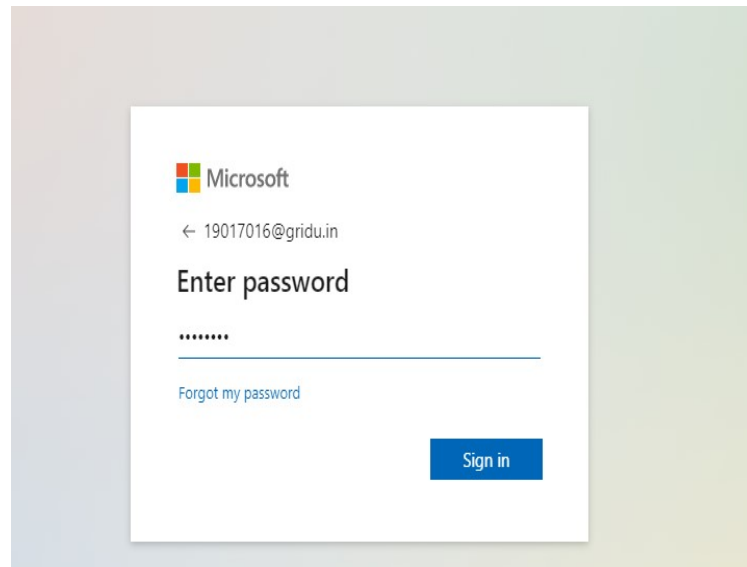 Microsoft
← 19017016@gridu.in
Enter password
••••••••
Forgot my password
Sign in